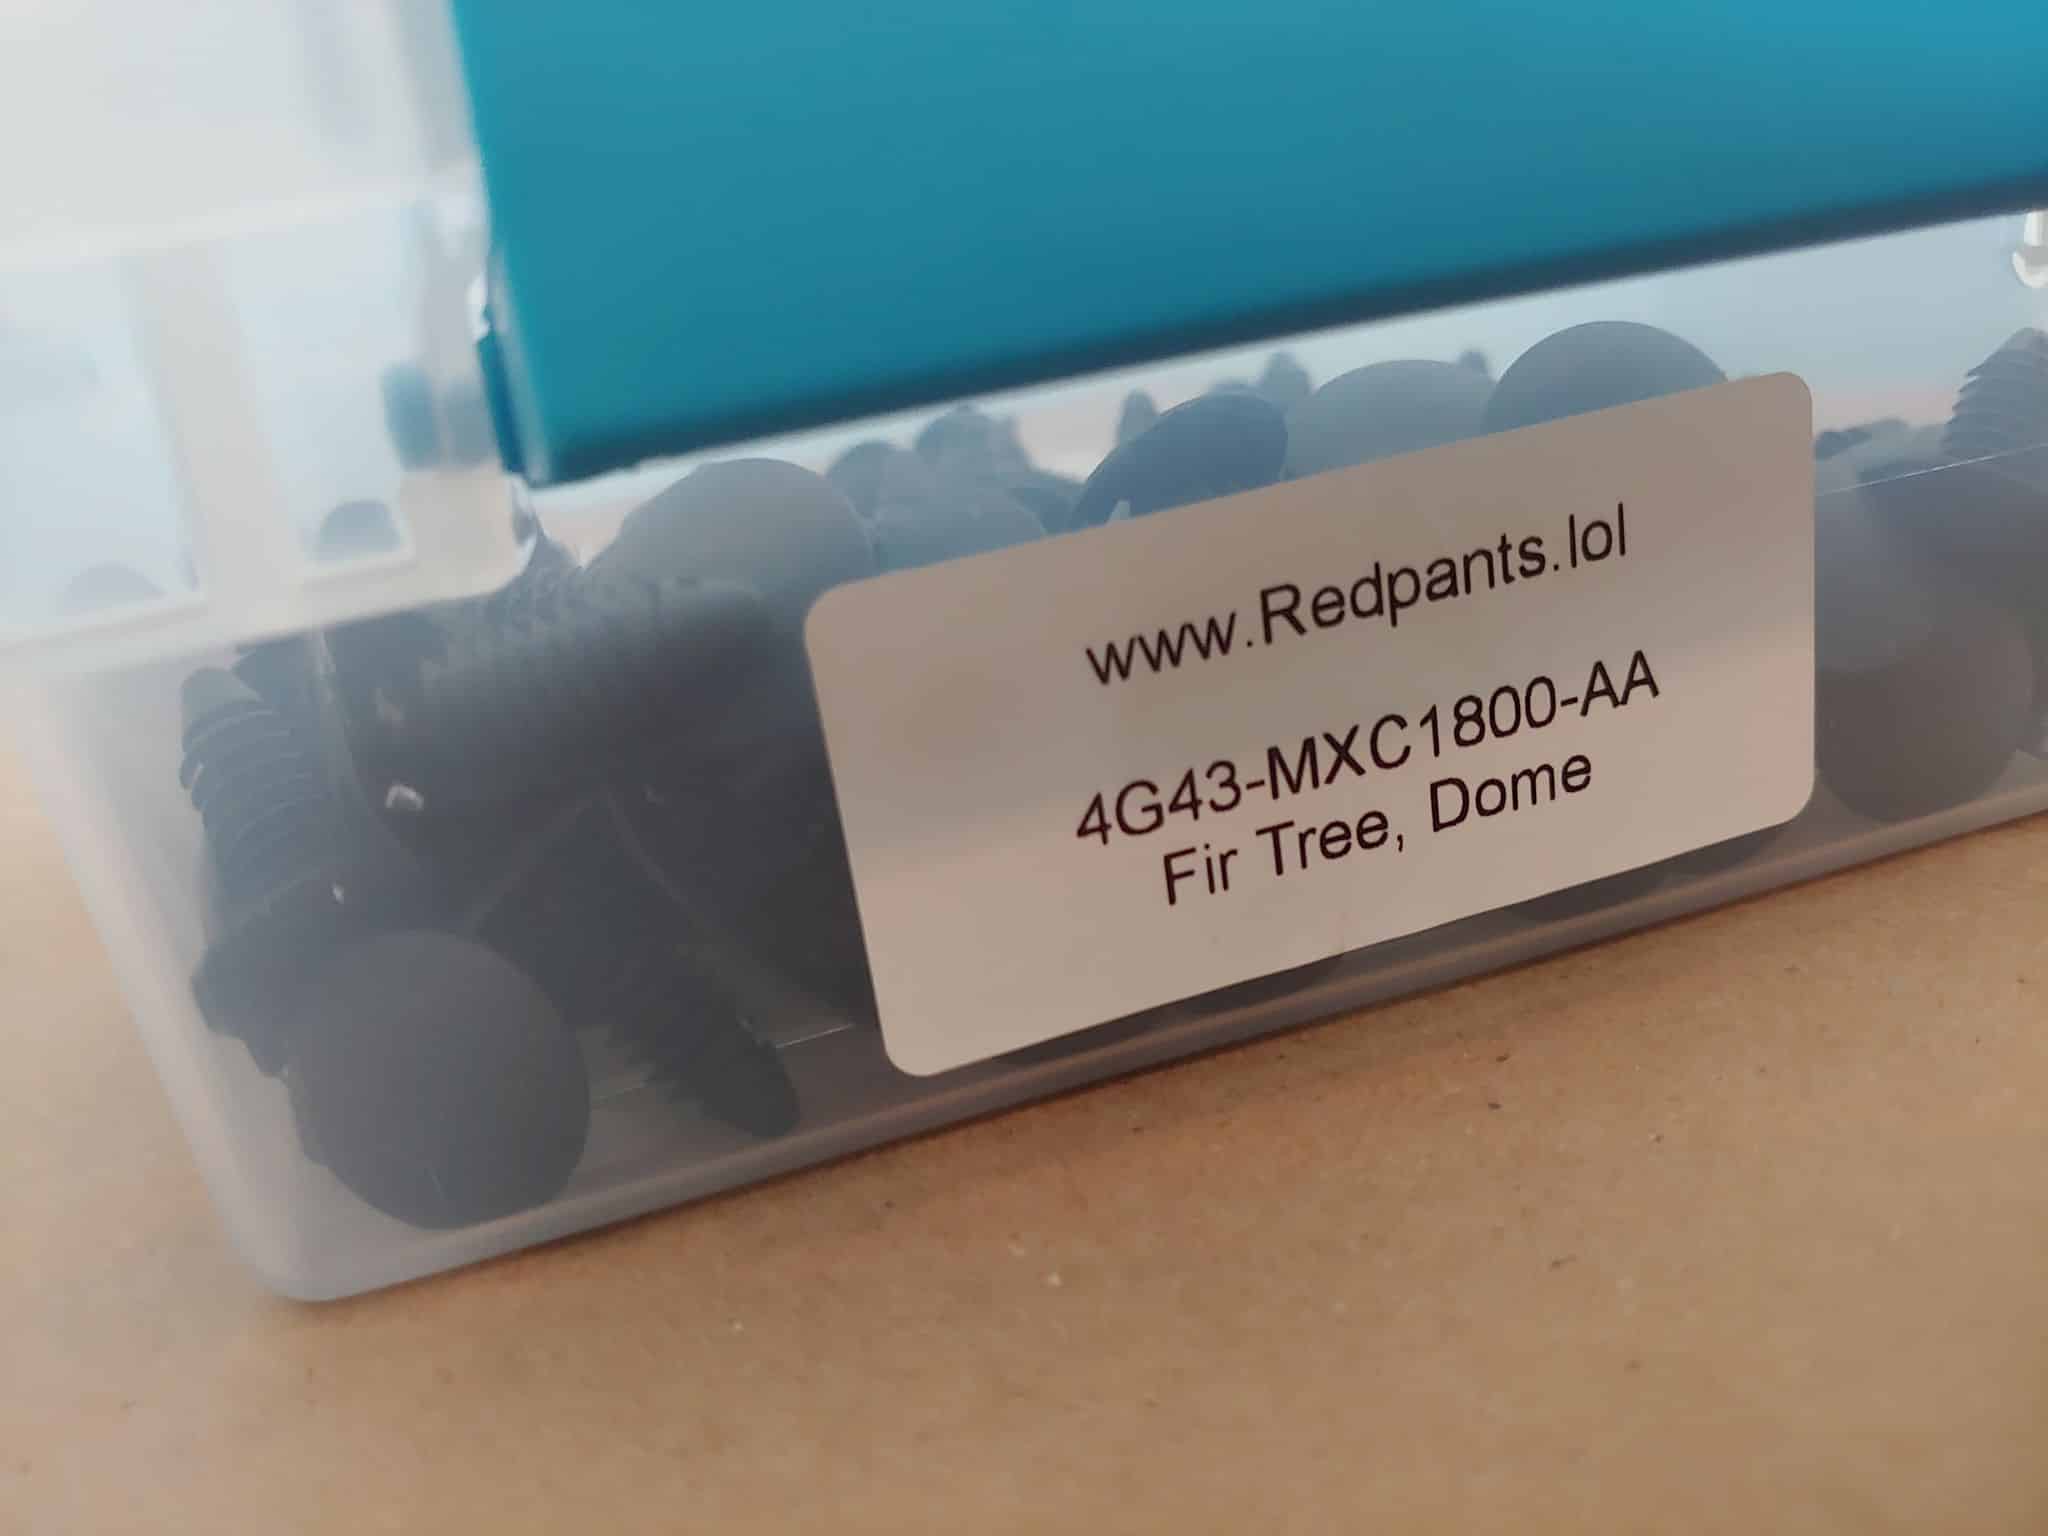 www.Redpants.lol
4G43-MXC1800-AA
Fir Tree, Dome